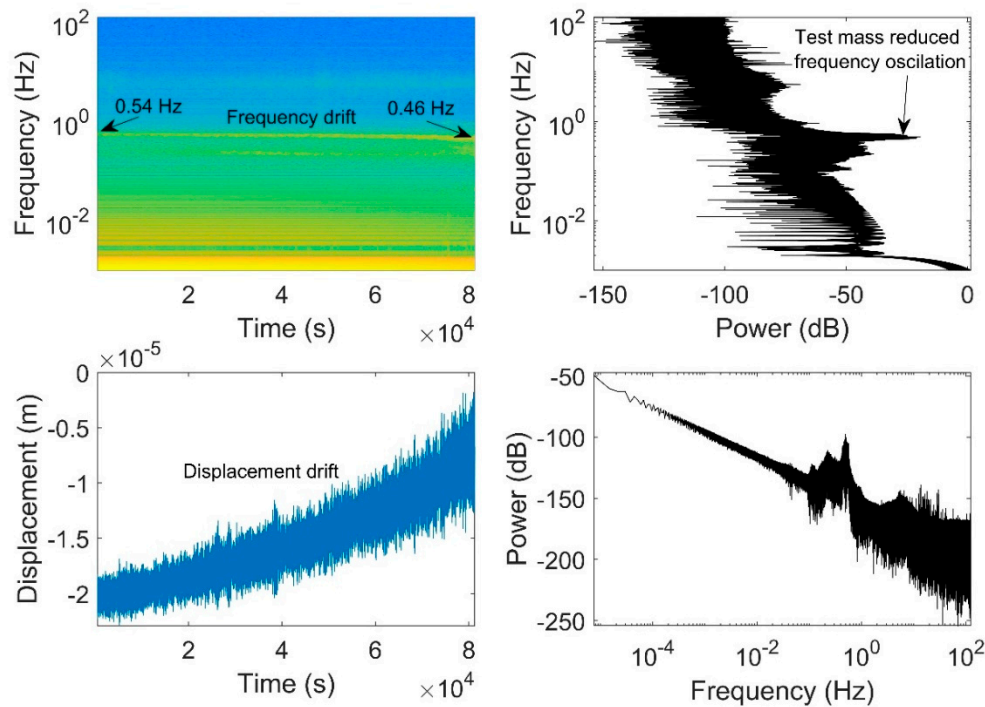 10^2
10^0
10^-2
Frequency (Hz)
0.54 Hz
Frequency drift
0.46 Hz
2 4 6 8
Time (s)
×10^4
10^2
10^0
10^-2
Frequency (Hz)
Test mass reduced
frequency oscilation
-150 -100 -50 0
Power (dB)
×10^-5
0
-0.5
-1
-1.5
-2
Displacement (m)
Displacement drift
2 4 6 8
Time (s)
×10^4
-50
-100
-150
-200
-250
Power (dB)
10^-4 10^-2 10^0 10^2
Frequency (Hz)